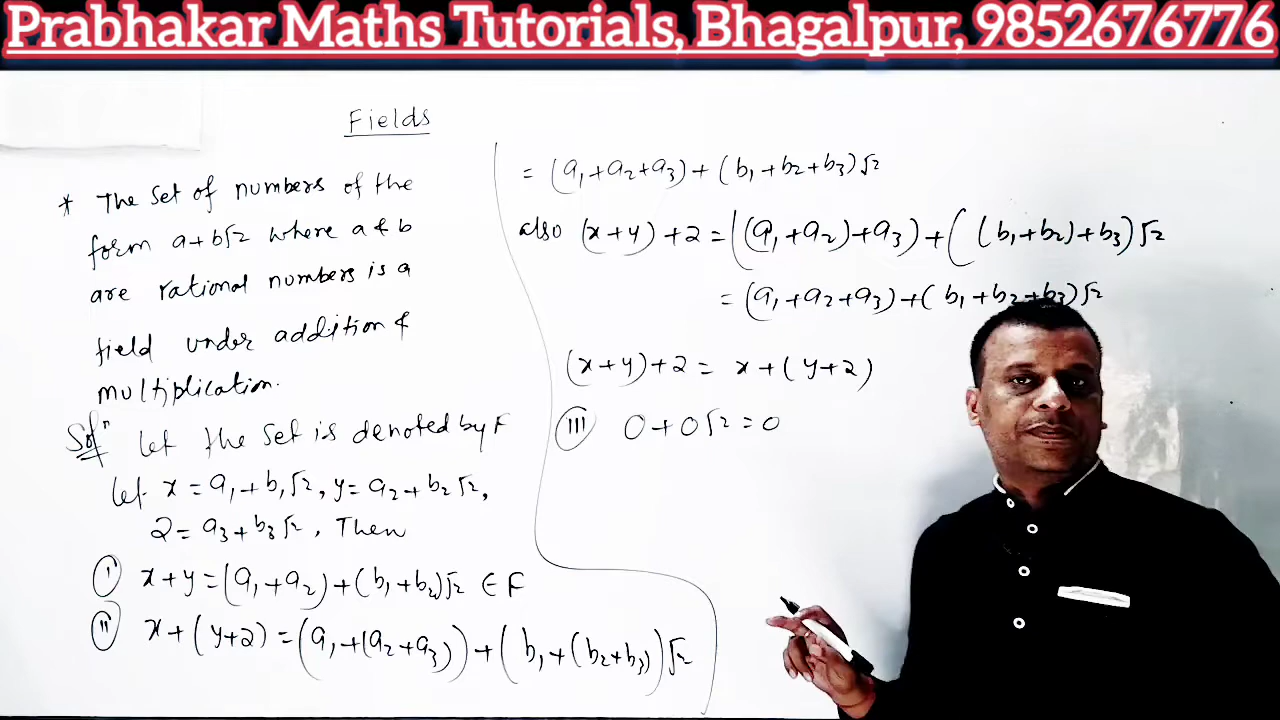 Prabhakar Maths Tutorials, Bhagalpur, 9852676776
Fields
* The set of numbers of the
form a+b√2 where a & b
are rational numbers is a
field under addition &
multiplication.
Solⁿ Let the set is denoted by F
Let x = a₁+b₁√2, y = a₂+b₂√2,
z = a₃+b₃√2, Then
(i) x+y = (a₁+a₂)+(b₁+b₂)√2 ∈ F
(ii) x+(y+z) = (a₁+(a₂+a₃))+(b₁+(b₂+b₃))√2
= (a₁+a₂+a₃)+(b₁+b₂+b₃)√2
also (x+y)+z = ((a₁+a₂)+a₃)+((b₁+b₂)+b₃)√2
= (a₁+a₂+a₃)+(b₁+b₂+b₃)√2
(x+y)+z = x+(y+z)
(iii) 0+0√2 = 0